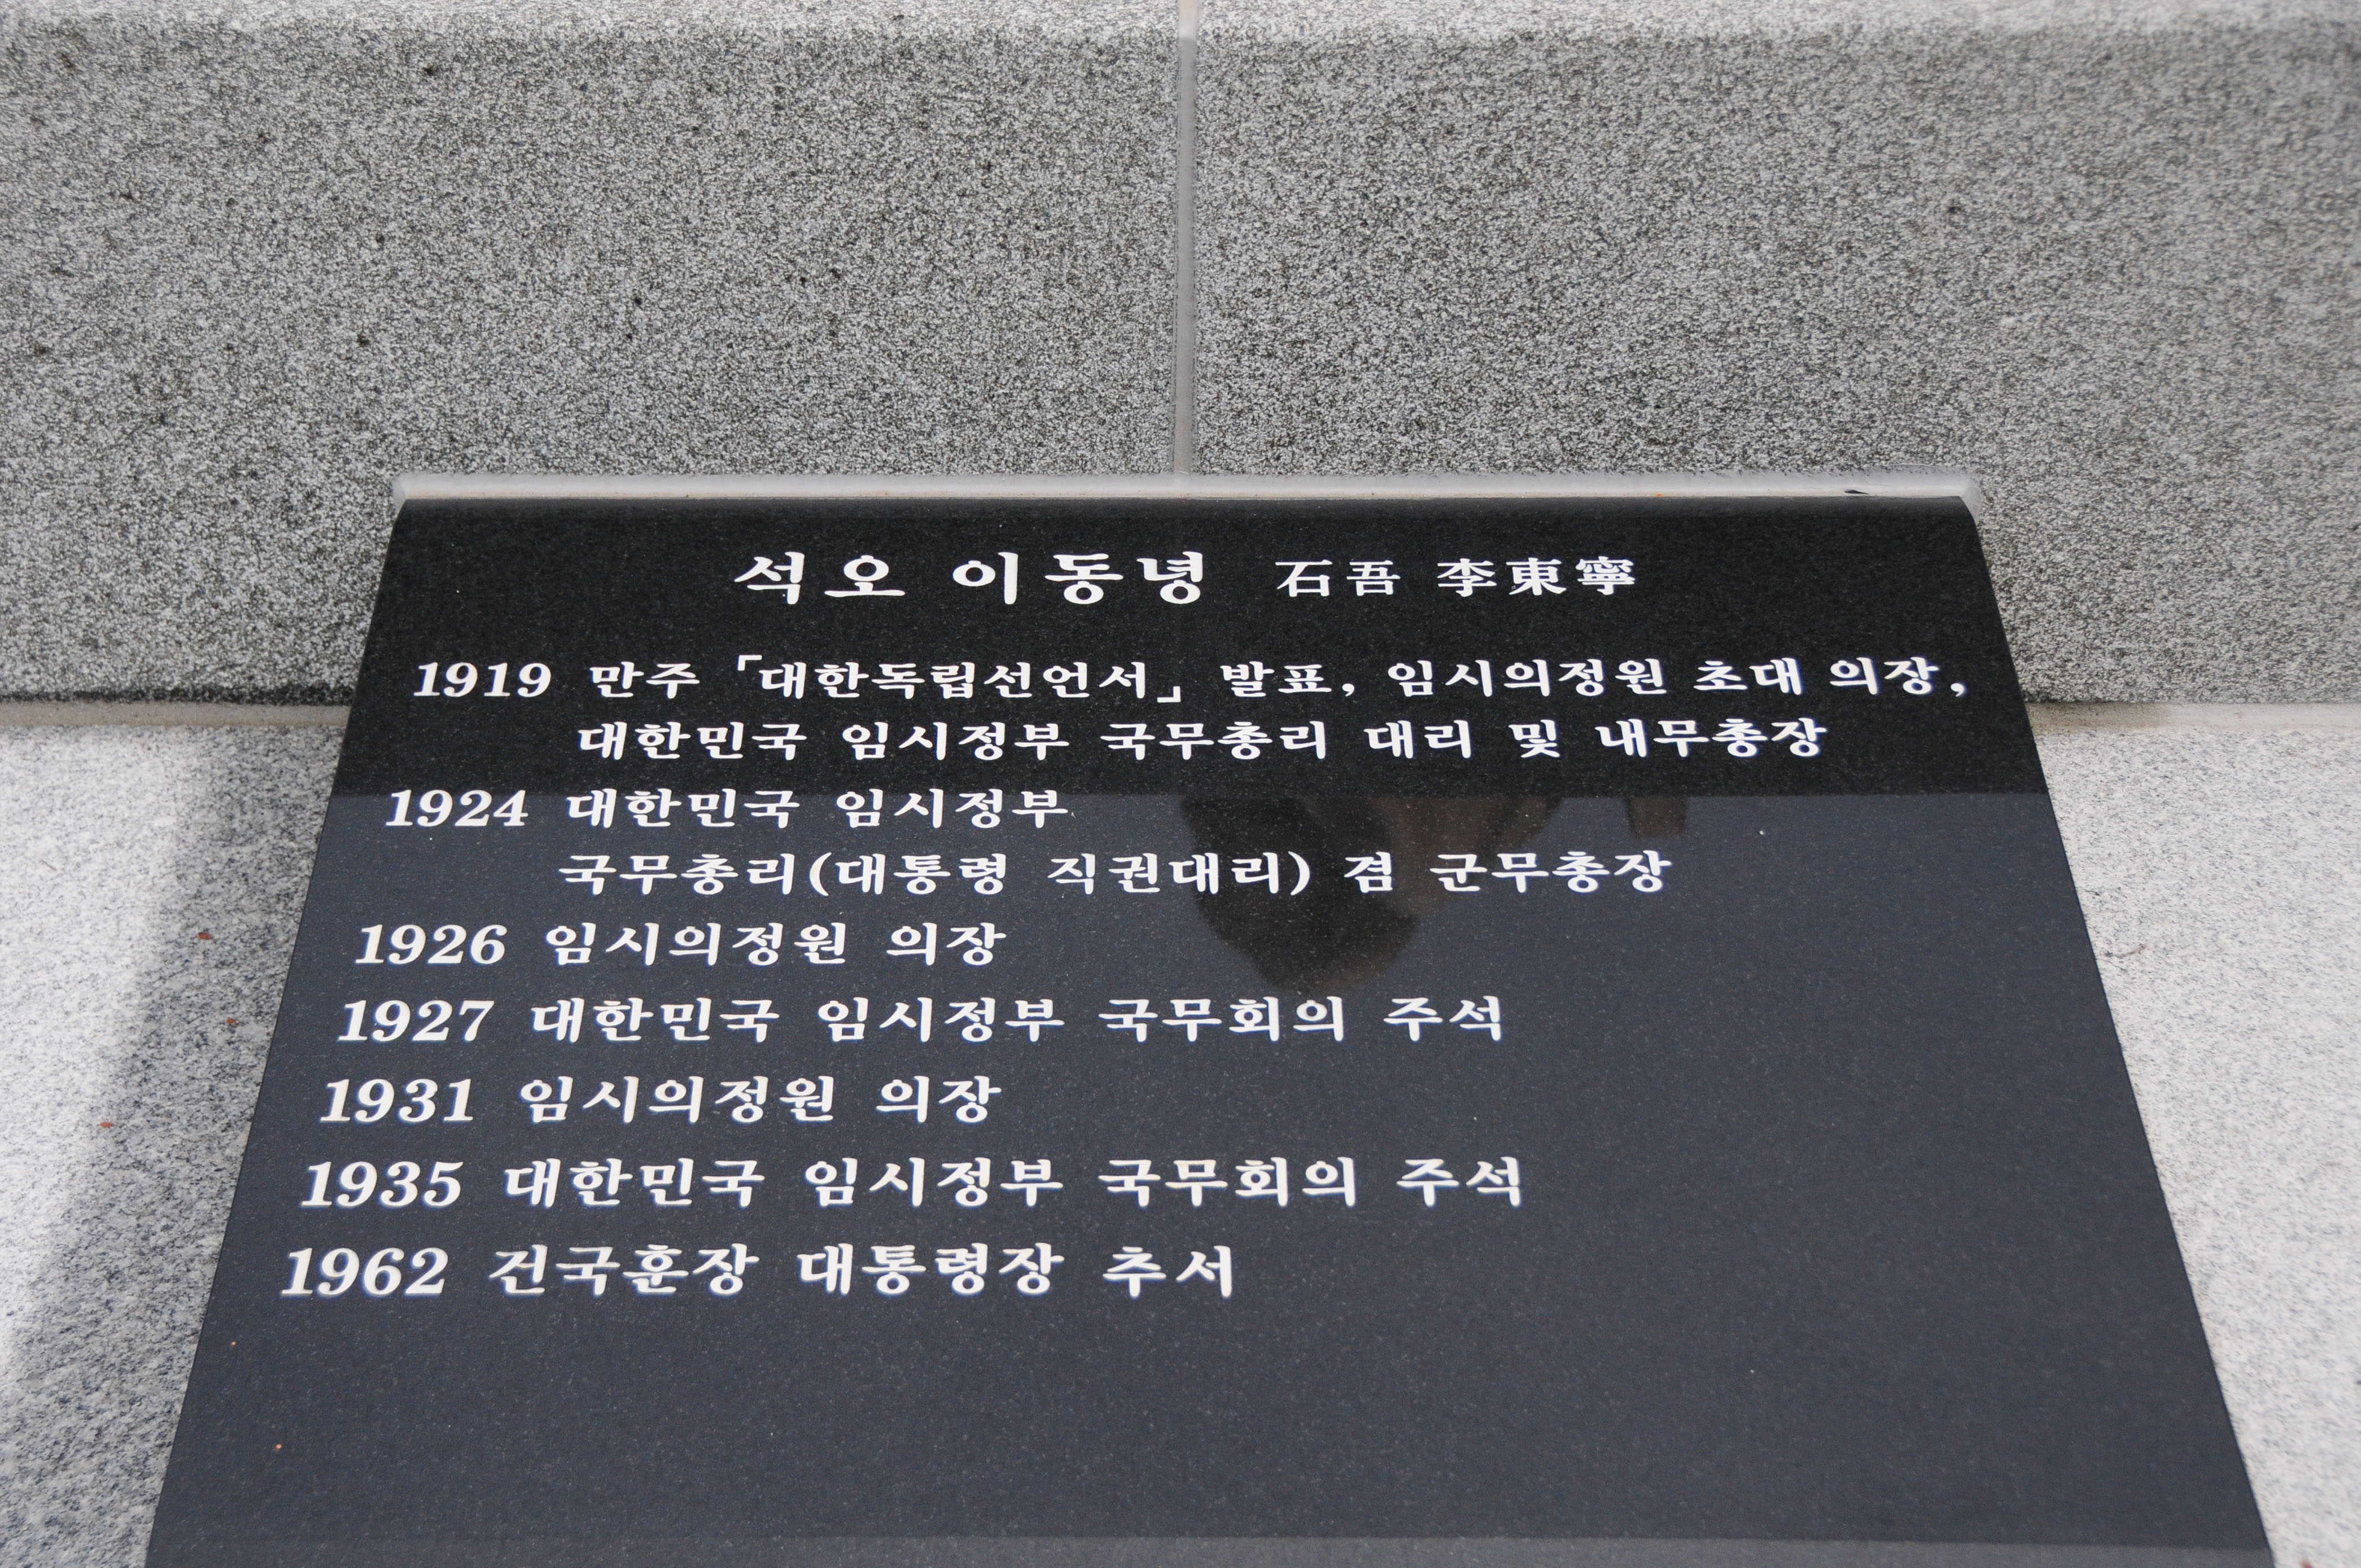 석오 이동녕 石吾 李東寧
1919 만주 「대한독립선언서」 발표, 임시의정원 초대 의장,
대한민국 임시정부 국무총리 대리 및 내무총장
1924 대한민국 임시정부
국무총리(대통령 직권대리) 겸 군무총장
1926 임시의정원 의장
1927 대한민국 임시정부 국무회의 주석
1931 임시의정원 의장
1935 대한민국 임시정부 국무회의 주석
1962 건국훈장 대통령장 추서